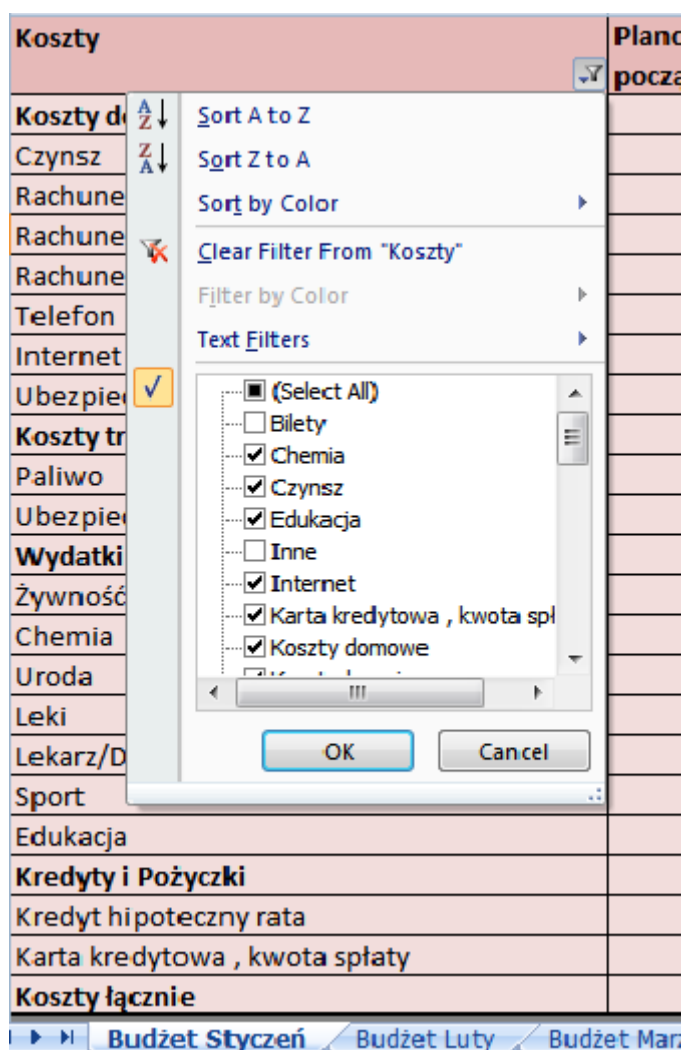 Koszty
Planc
począ
Koszty d
Czynsz
Rachune
Rachune
Rachune
Telefon
Internet
Ubezpie
Koszty tr
Paliwo
Ubezpie
Wydatki
Żywność
Chemia
Uroda
Leki
Lekarz/D
Sport
Edukacja
Kredyty i Pożyczki
Kredyt hipoteczny rata
Karta kredytowa , kwota spłaty
Koszty łącznie
Sort A to Z
Sort Z to A
Sort by Color
Clear Filter From "Koszty"
Filter by Color
Text Filters
(Select All)
Bilety
Chemia
Czynsz
Edukacja
Inne
Internet
Karta kredytowa , kwota spł
Koszty domowe
OK Cancel
Budżet Styczeń Budżet Luty Budżet Marz